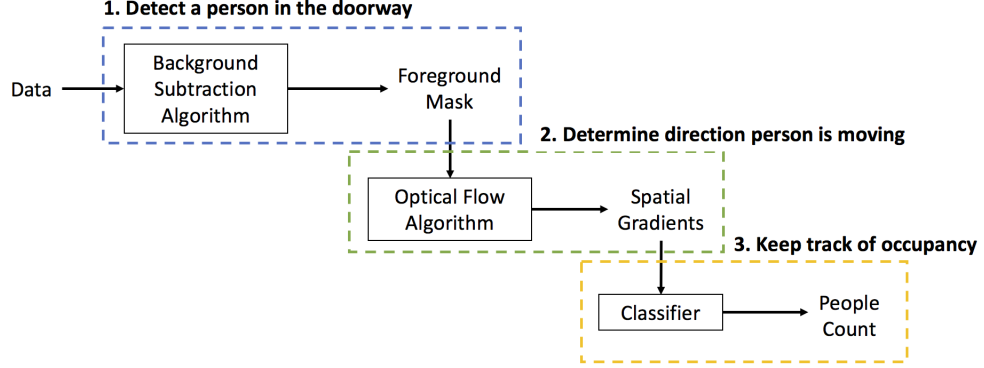 1. Detect a person in the doorway
Data
Background
Subtraction
Algorithm
Foreground
Mask
2. Determine direction person is moving
Optical Flow
Algorithm
Spatial
Gradients
3. Keep track of occupancy
Classifier
People
Count